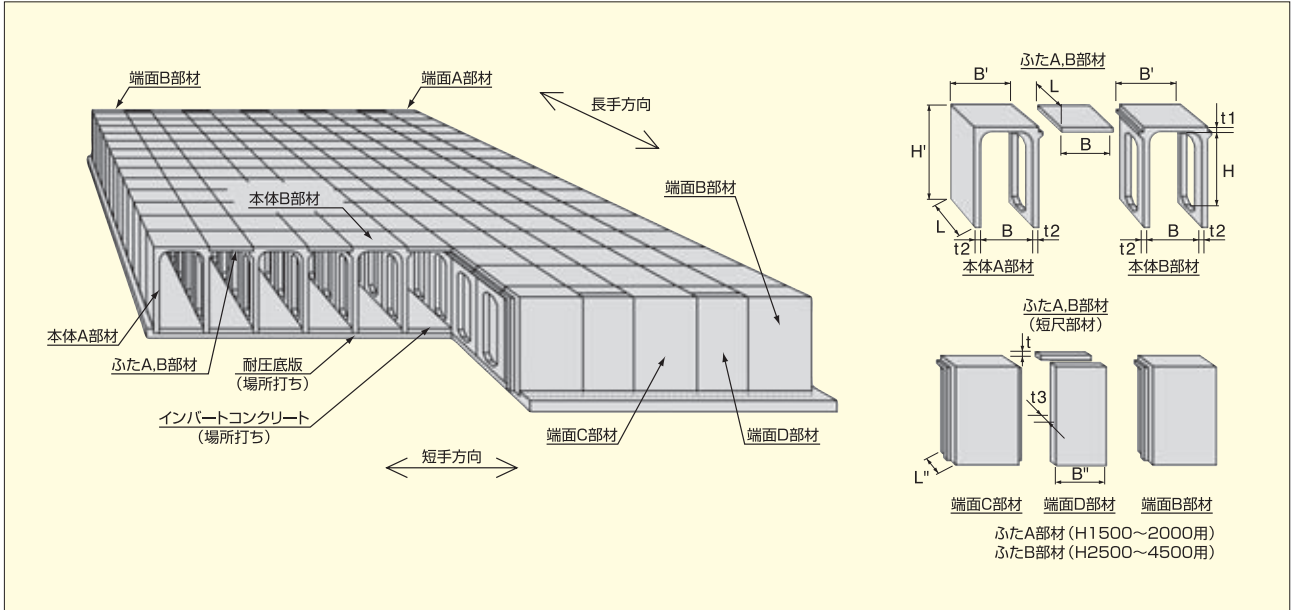 端面B部材
端面A部材
長手方向
本体B部材
端面B部材
本体A部材
ふたA,B部材
耐圧底版
(場所打ち)
インバートコンクリート
(場所打ち)
端面C部材
端面D部材
短手方向
ふたA,B部材
B'
L
B'
t1
H'
B
H
L
t2
B
t2
t2
B
t2
本体A部材
本体B部材
ふたA,B部材
(短尺部材)
t
t3
L"
B"
端面C部材
端面D部材
端面B部材
ふたA部材(H1500～2000用)
ふたB部材(H2500～4500用)